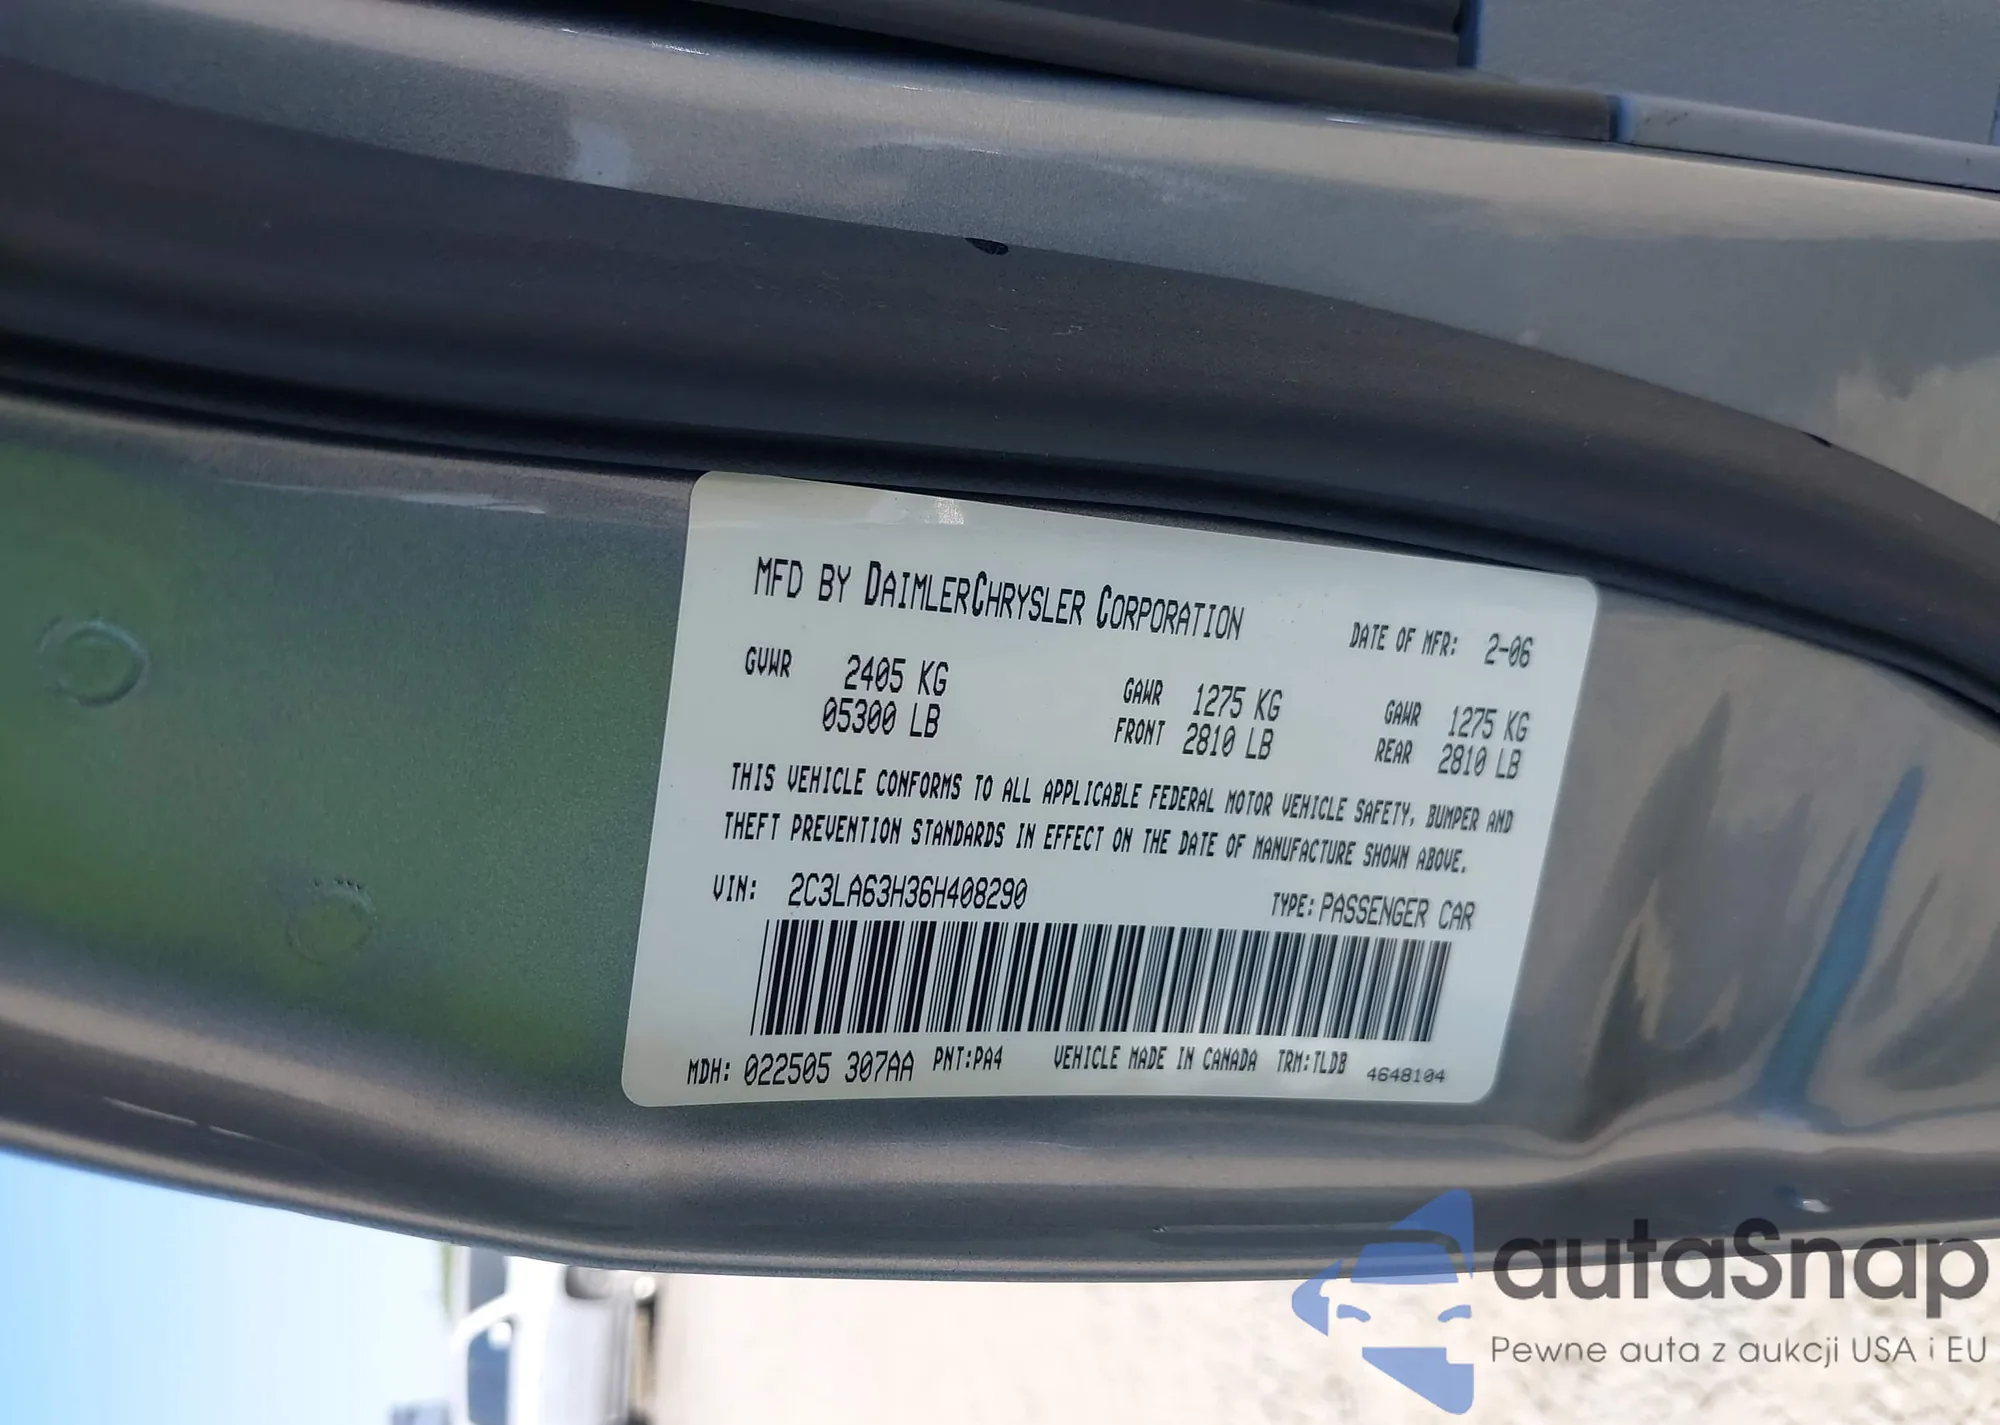 MFD BY DAIMLERCHRYSLER CORPORATION
DATE OF MFR: 2-06
GVWR 2405 KG
05300 LB
GAWR 1275 KG
FRONT 2810 LB
GAWR 1275 KG
REAR 2810 LB
THIS VEHICLE CONFORMS TO ALL APPLICABLE FEDERAL MOTOR VEHICLE SAFETY, BUMPER AND
THEFT PREVENTION STANDARDS IN EFFECT ON THE DATE OF MANUFACTURE SHOWN ABOVE.
VIN: 2C3LA63H36H408290
TYPE: PASSENGER CAR
MDH: 022505 307AA PNT:PA4 VEHICLE MADE IN CANADA TRM:TLDB 4648104
autaSnap
Pewne auta z aukcji USA i EU